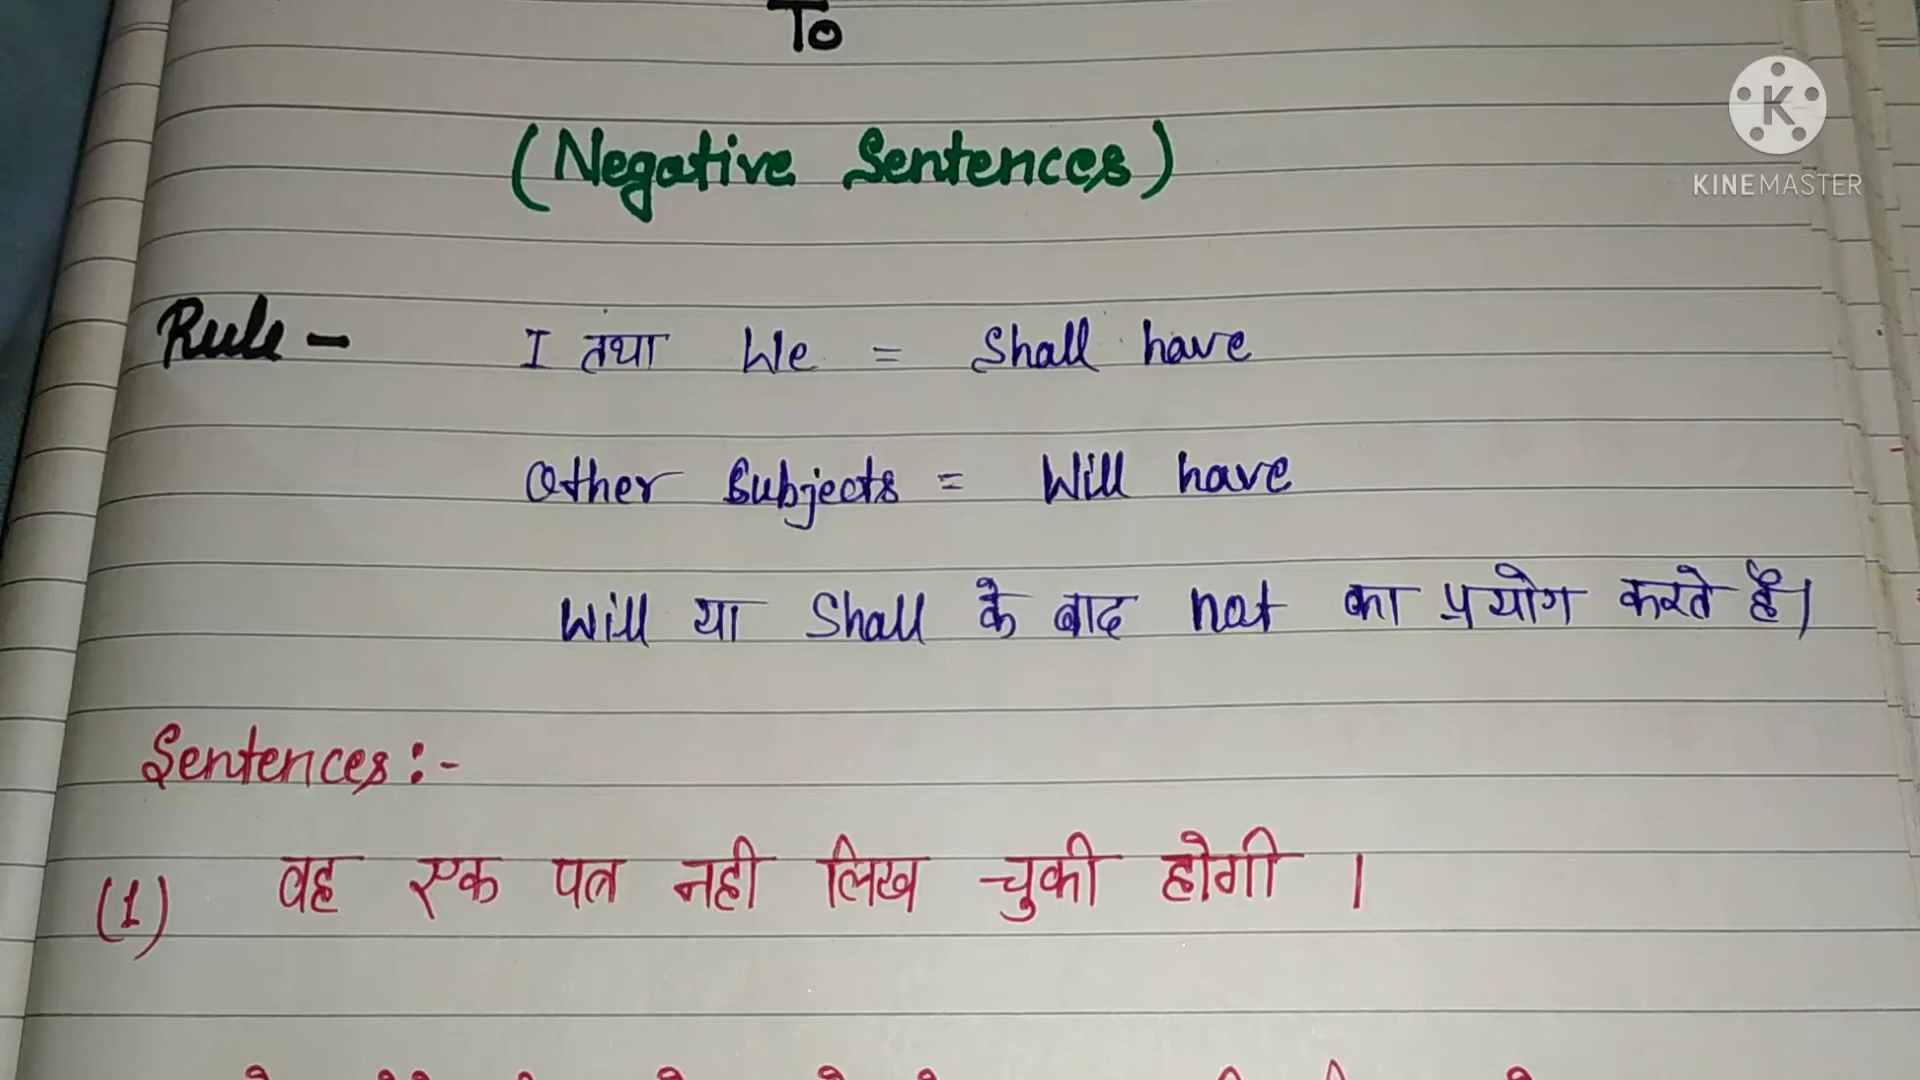 To
(Negative Sentences)
KINEMASTER
Rule - I तथा We = Shall have
Other Subjects = Will have
Will या Shall के बाद not का प्रयोग करते है।
Sentences :-
(1) वह एक पत्र नही लिख चुकी होगी ।